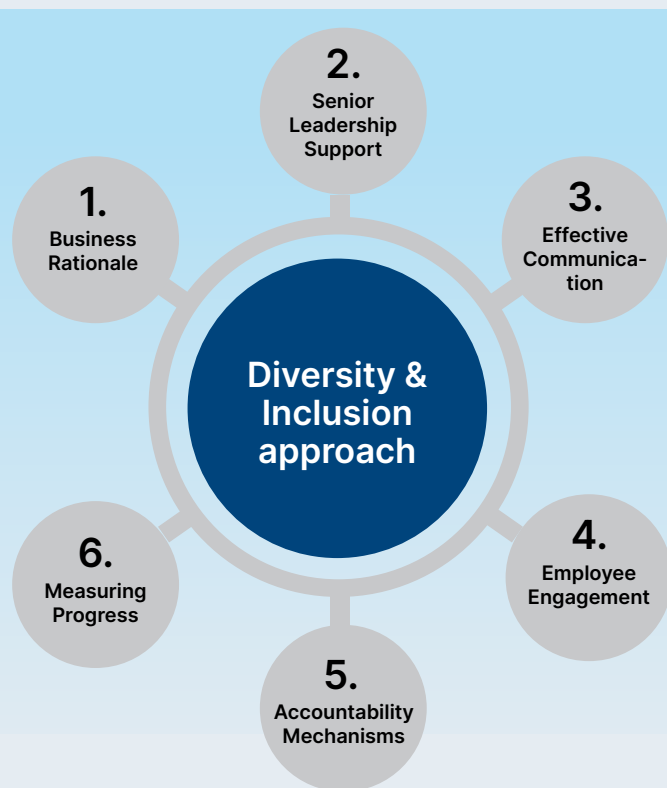 2.
Senior
Leadership
Support
1.
Business
Rationale
3.
Effective
Communica-
tion
Diversity &
Inclusion
approach
6.
Measuring
Progress
4.
Employee
Engagement
5.
Accountability
Mechanisms